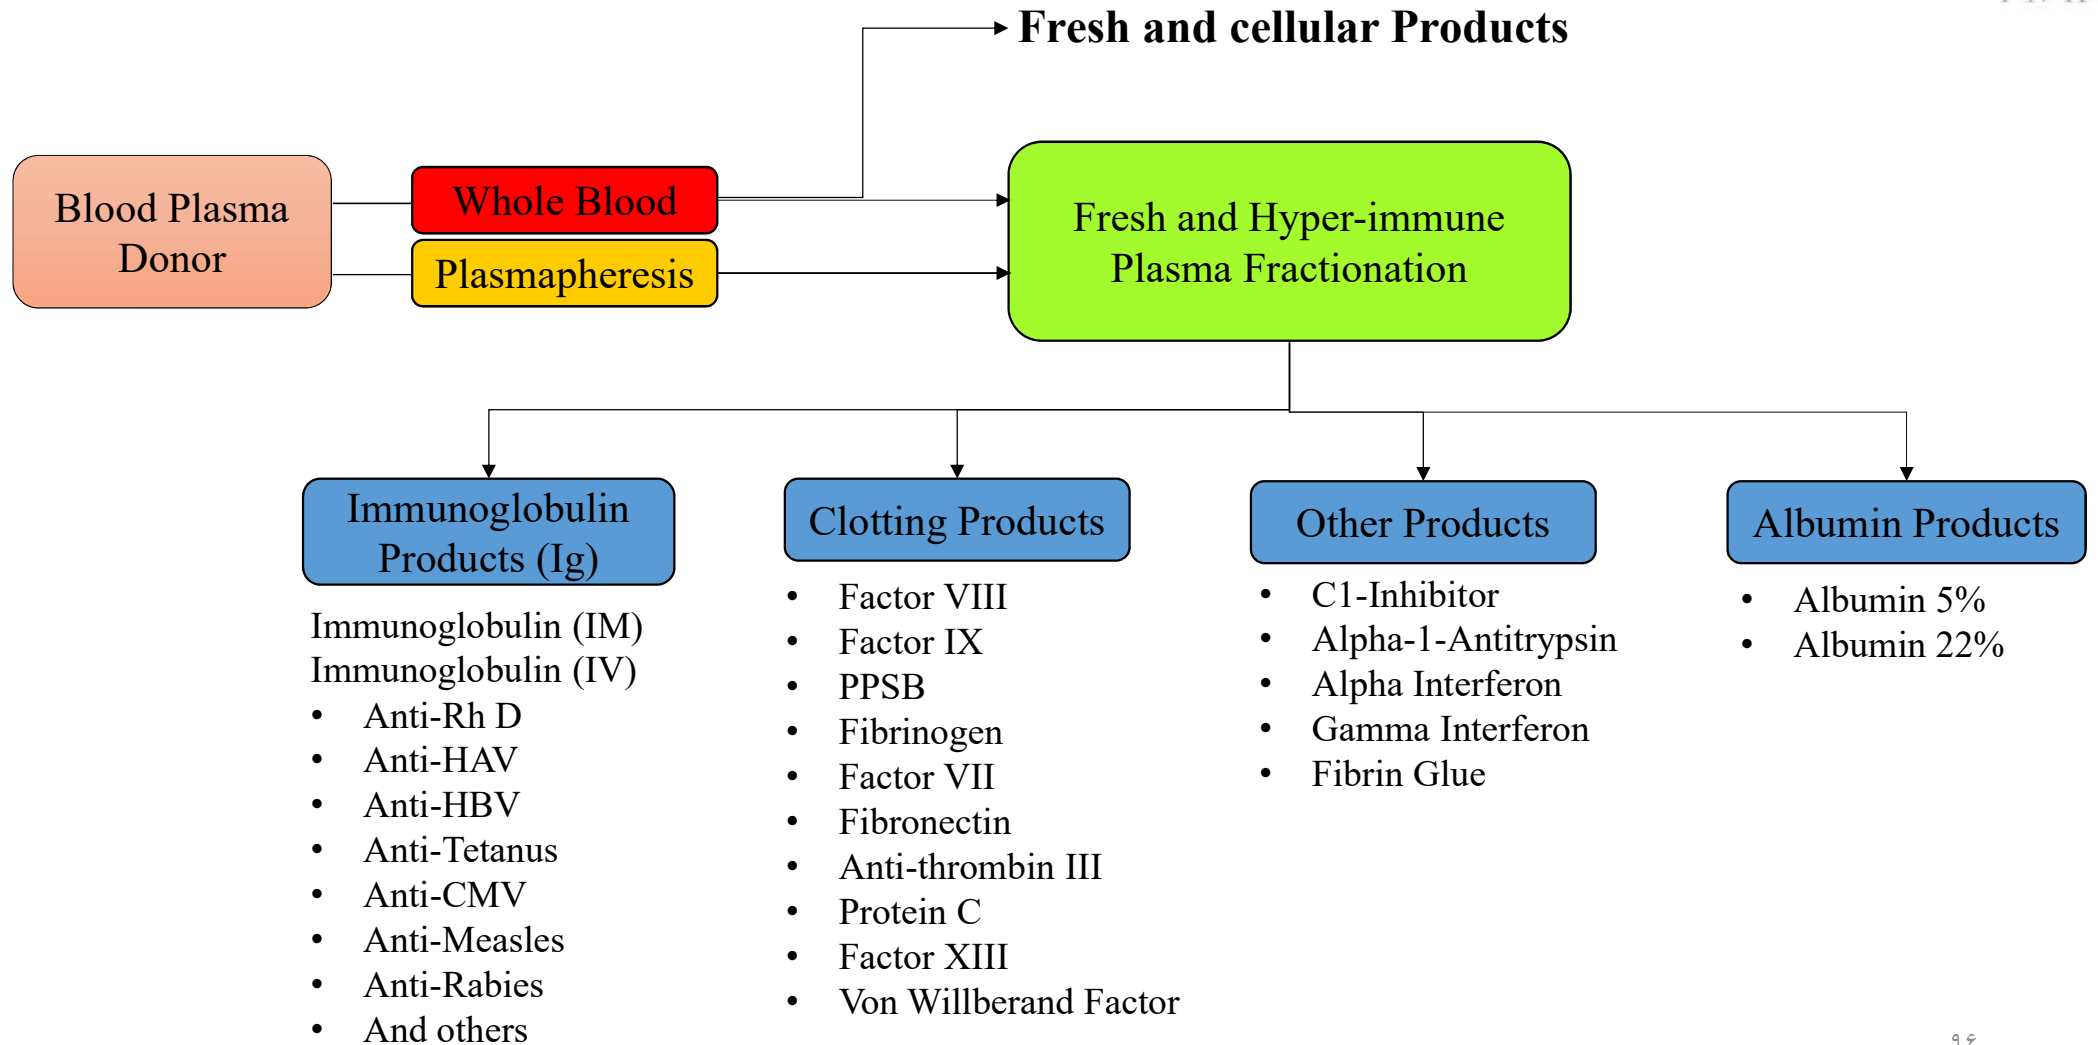 Fresh and cellular Products
Blood Plasma
Donor
Whole Blood
Plasmapheresis
Fresh and Hyper-immune
Plasma Fractionation
Immunoglobulin
Products (Ig)
Immunoglobulin (IM)
Immunoglobulin (IV)
• Anti-Rh D
• Anti-HAV
• Anti-HBV
• Anti-Tetanus
• Anti-CMV
• Anti-Measles
• Anti-Rabies
• And others
Clotting Products
• Factor VIII
• Factor IX
• PPSB
• Fibrinogen
• Factor VII
• Fibronectin
• Anti-thrombin III
• Protein C
• Factor XIII
• Von Willberand Factor
Other Products
• C1-Inhibitor
• Alpha-1-Antitrypsin
• Alpha Interferon
• Gamma Interferon
• Fibrin Glue
Albumin Products
• Albumin 5%
• Albumin 22%
۹۶